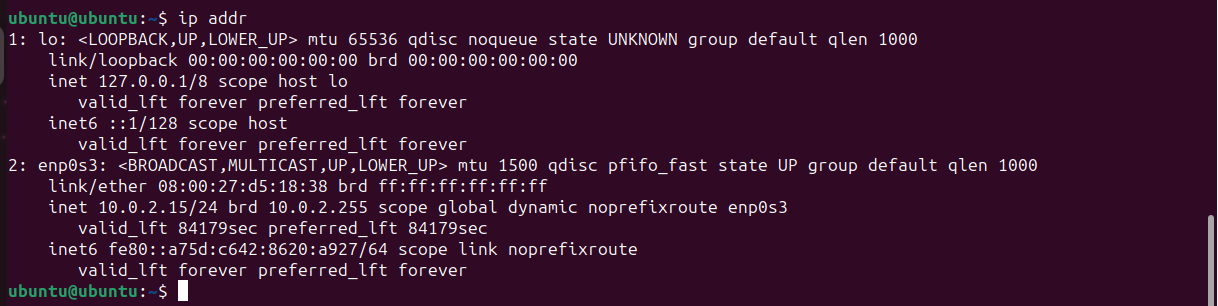 ubuntu@ubuntu:~$ ip addr
1: lo: <LOOPBACK,UP,LOWER_UP> mtu 65536 qdisc noqueue state UNKNOWN group default qlen 1000
    link/loopback 00:00:00:00:00:00 brd 00:00:00:00:00:00
    inet 127.0.0.1/8 scope host lo
       valid_lft forever preferred_lft forever
    inet6 ::1/128 scope host
       valid_lft forever preferred_lft forever
2: enp0s3: <BROADCAST,MULTICAST,UP,LOWER_UP> mtu 1500 qdisc pfifo_fast state UP group default qlen 1000
    link/ether 08:00:27:d5:18:38 brd ff:ff:ff:ff:ff:ff
    inet 10.0.2.15/24 brd 10.0.2.255 scope global dynamic noprefixroute enp0s3
       valid_lft 84179sec preferred_lft 84179sec
    inet6 fe80::a75d:c642:8620:a927/64 scope link noprefixroute
       valid_lft forever preferred_lft forever
ubuntu@ubuntu:~$